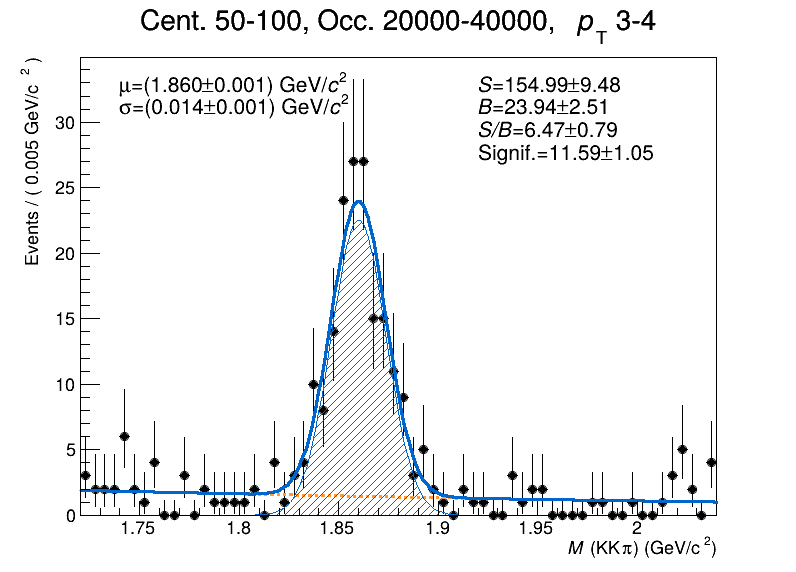 Cent. 50-100, Occ. 20000-40000, p_T 3-4
Events / ( 0.005 GeV/c² )
μ=(1.860±0.001) GeV/c²
σ=(0.014±0.001) GeV/c²
S=154.99±9.48
B=23.94±2.51
S/B=6.47±0.79
Signif.=11.59±1.05
30
25
20
15
10
5
0
1.75 1.8 1.85 1.9 1.95 2
M (KKπ) (GeV/c²)